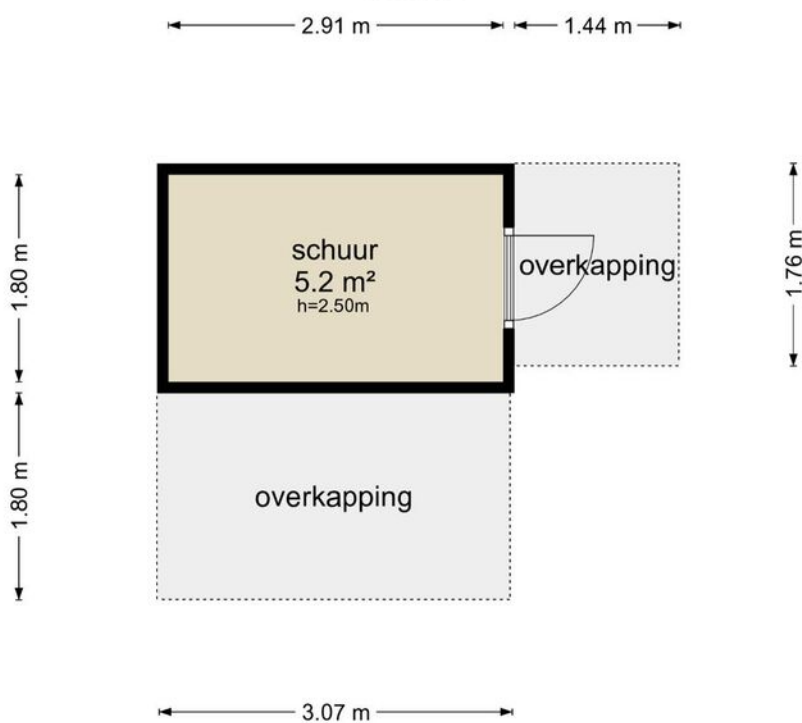 2.91 m
1.44 m
1.80 m
schuur
5.2 m²
h=2.50m
overkapping
1.76 m
1.80 m
overkapping
3.07 m